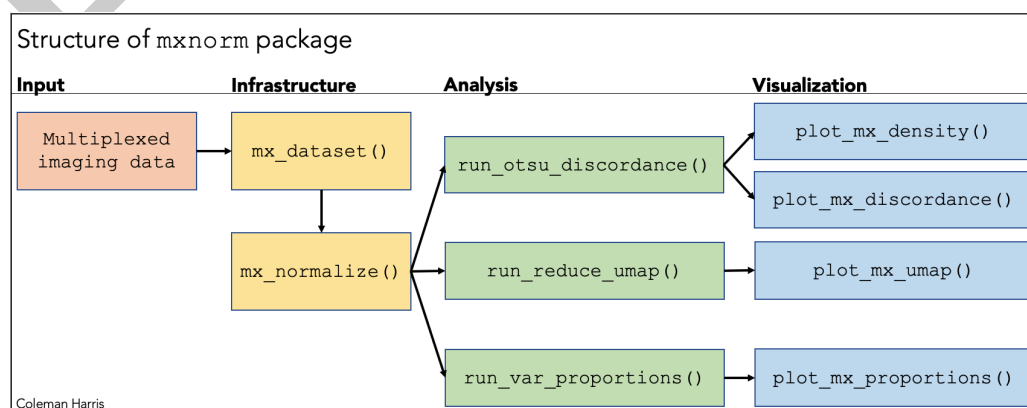 Structure of mxnorm package
Input
Infrastructure
Analysis
Visualization
Multiplexed
imaging data
mx_dataset()
mx_normalize()
run_otsu_discordance()
run_reduce_umap()
run_var_proportions()
plot_mx_density()
plot_mx_discordance()
plot_mx_umap()
plot_mx_proportions()
Coleman Harris